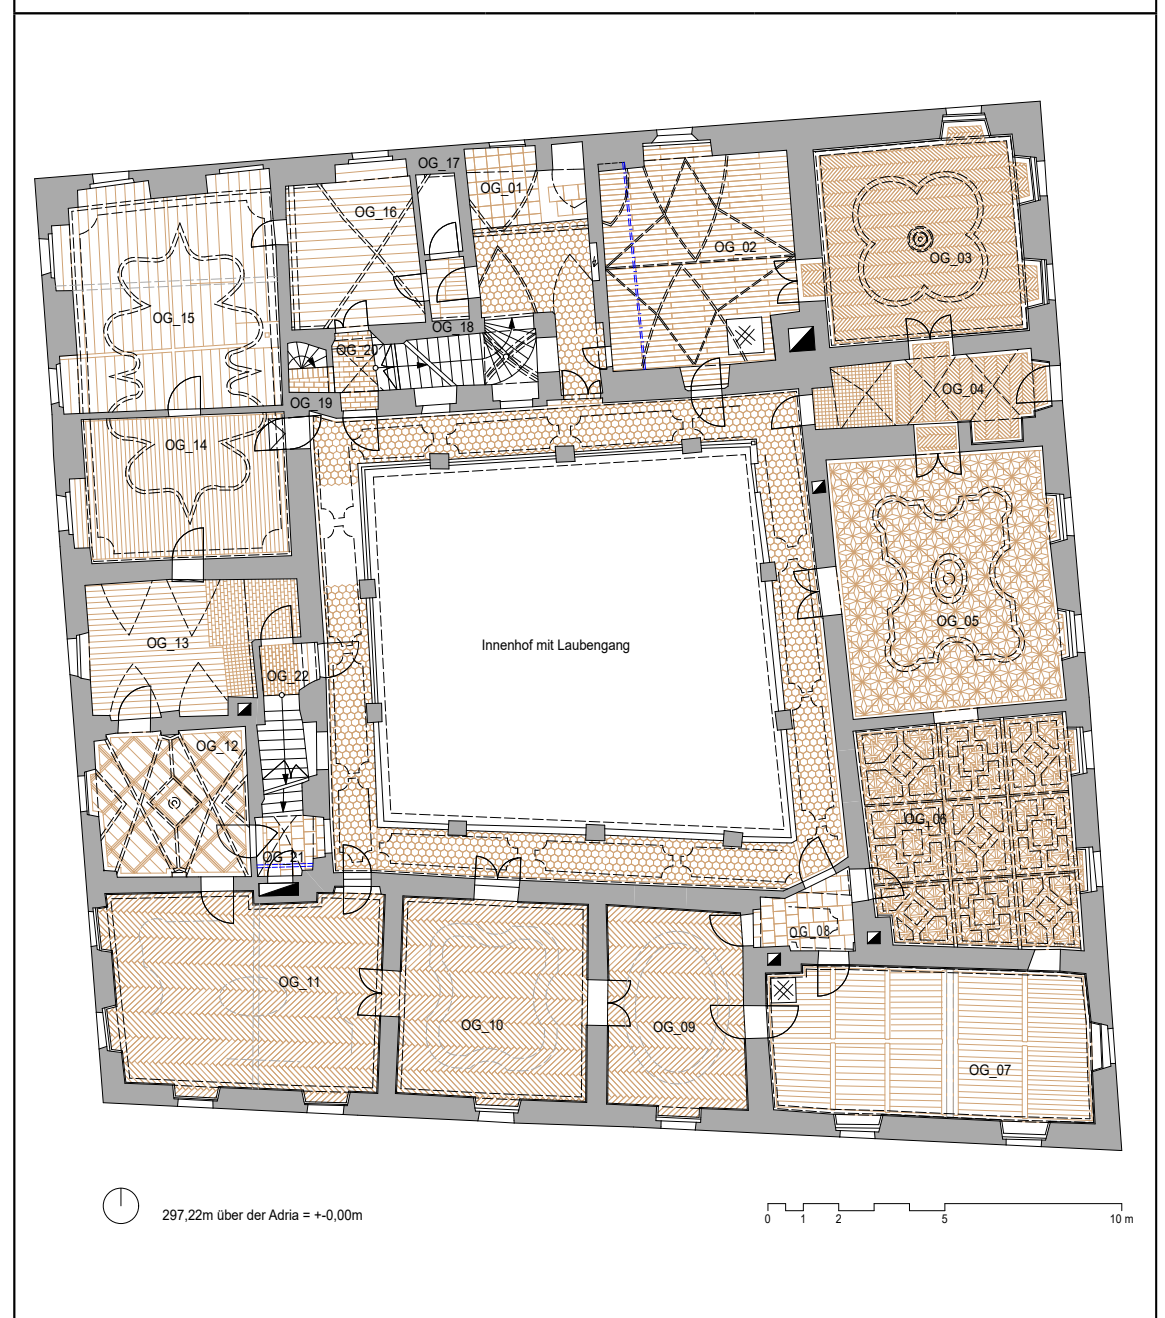 OG_17
OG_01
OG_16
OG_02
OG_03
OG_15
OG_18
OG_20
OG_04
OG_19
OG_14
OG_05
OG_13
Innenhof mit Laubengang
OG_22
OG_12
OG_06
OG_21
OG_08
OG_11
OG_10
OG_09
OG_07
297,22m über der Adria = +-0,00m
0 1 2 5 10 m